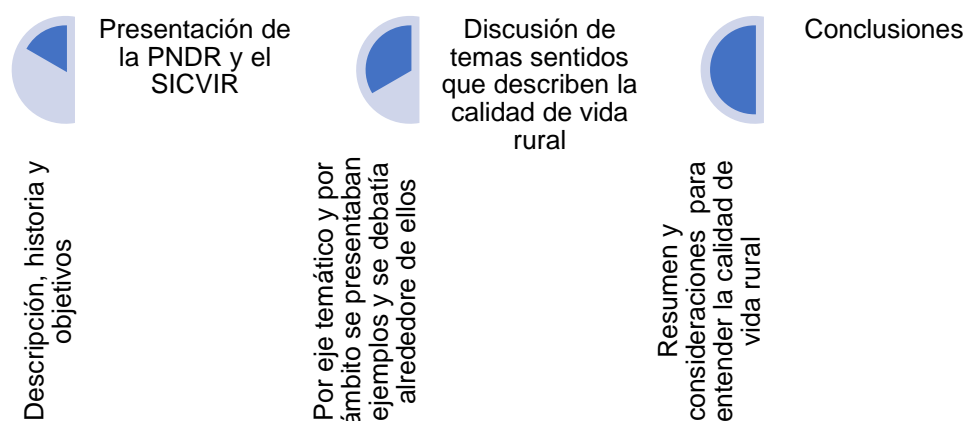 Presentación de
la PNDR y el
SICVIR
Descripción, historia y
objetivos
Discusión de
temas sentidos
que describen la
calidad de vida
rural
Por eje temático y por
ámbito se presentaban
ejemplos y se debatía
alrededore de ellos
Conclusiones
Resumen y
consideraciones para
entender la calidad de
vida rural